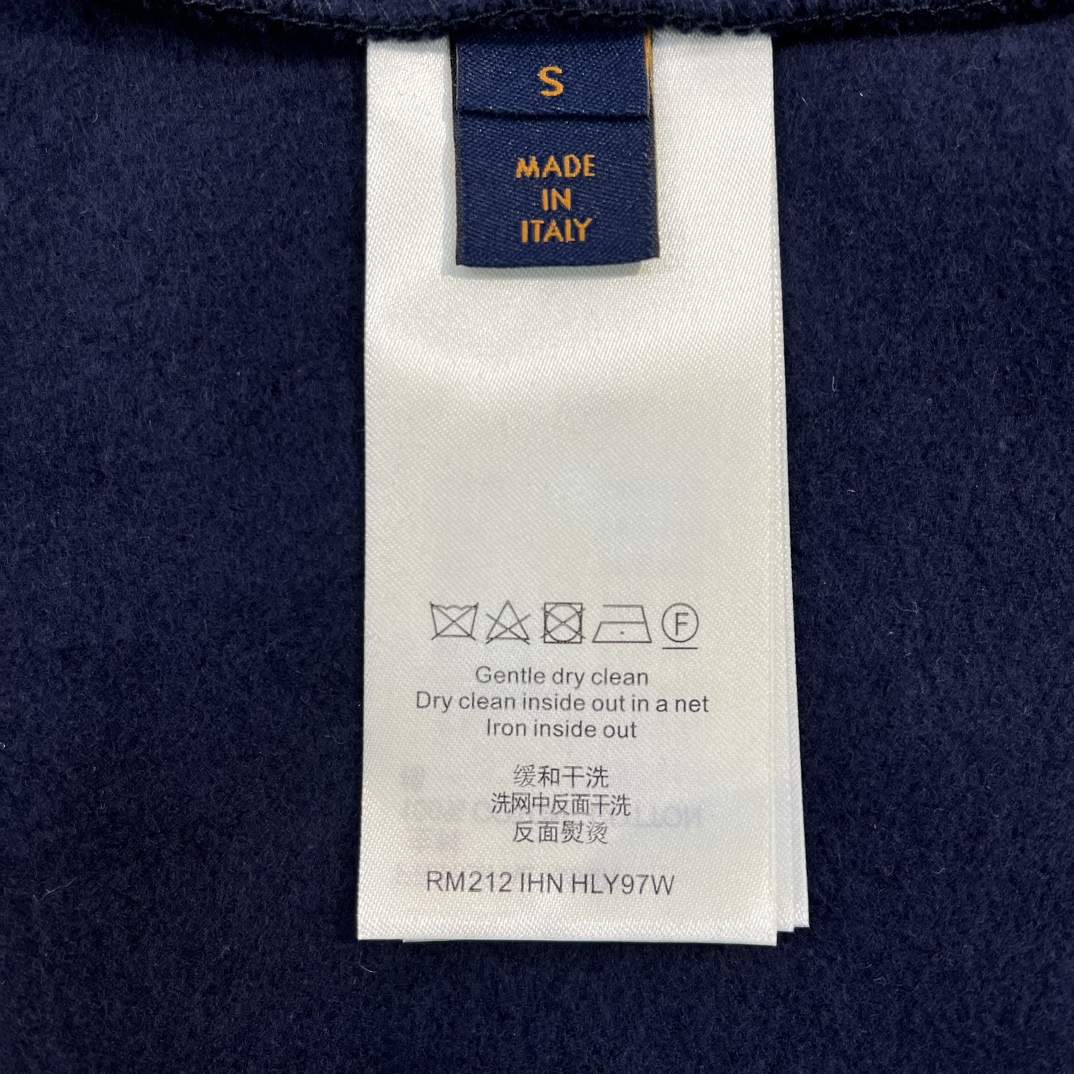 S
MADE
IN
ITALY
F
Gentle dry clean
Dry clean inside out in a net
Iron inside out
缓和干洗
洗网中反面干洗
反面熨烫
RM212 IHN HLY97W